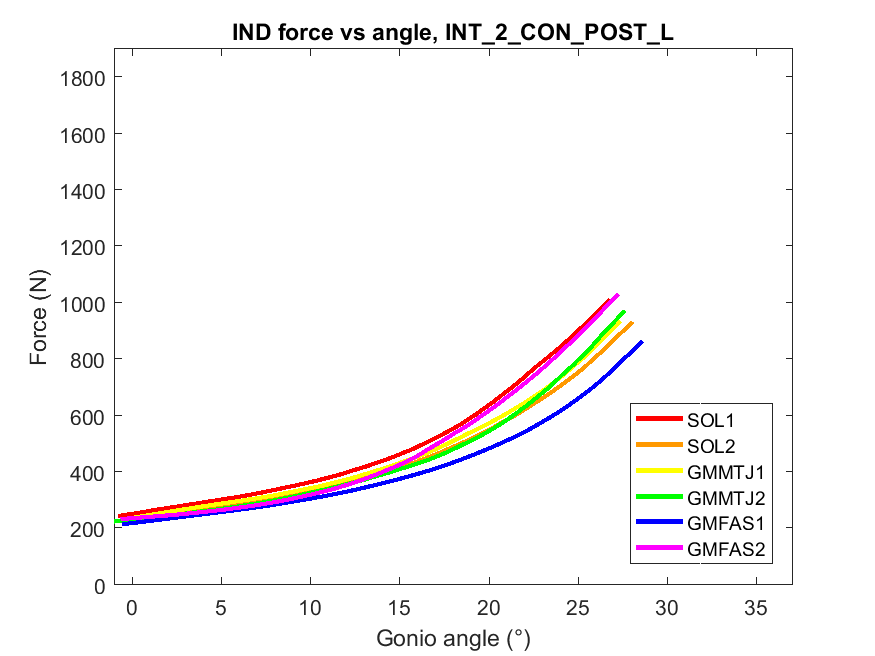 IND force vs angle, INT_2_CON_POST_L
1800
1600
1400
1200
1000
800
600
400
200
0
Force (N)
0 5 10 15 20 25 30 35
Gonio angle (°)
SOL1
SOL2
GMMTJ1
GMMTJ2
GMFAS1
GMFAS2